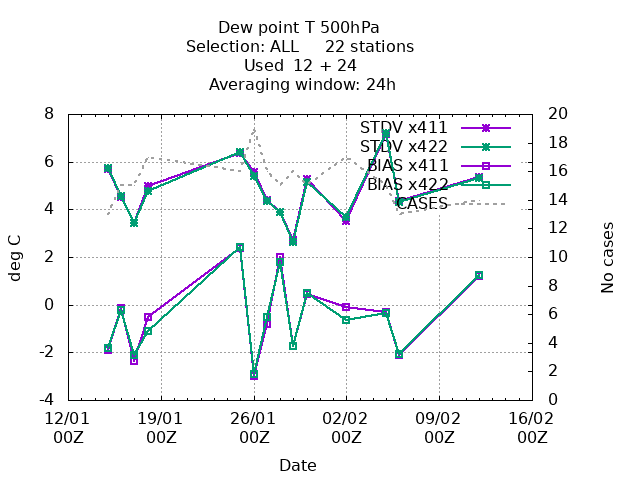 Dew point T 500hPa
Selection: ALL     22 stations
Used  12 + 24
Averaging window: 24h
8
6
4
2
0
-2
-4
deg C
20
18
16
14
12
10
8
6
4
2
0
No cases
STDV x411
STDV x422
BIAS x411
BIAS x422
CASES
12/01 19/01 26/01 02/02 09/02 16/02
00Z 00Z 00Z 00Z 00Z 00Z
Date